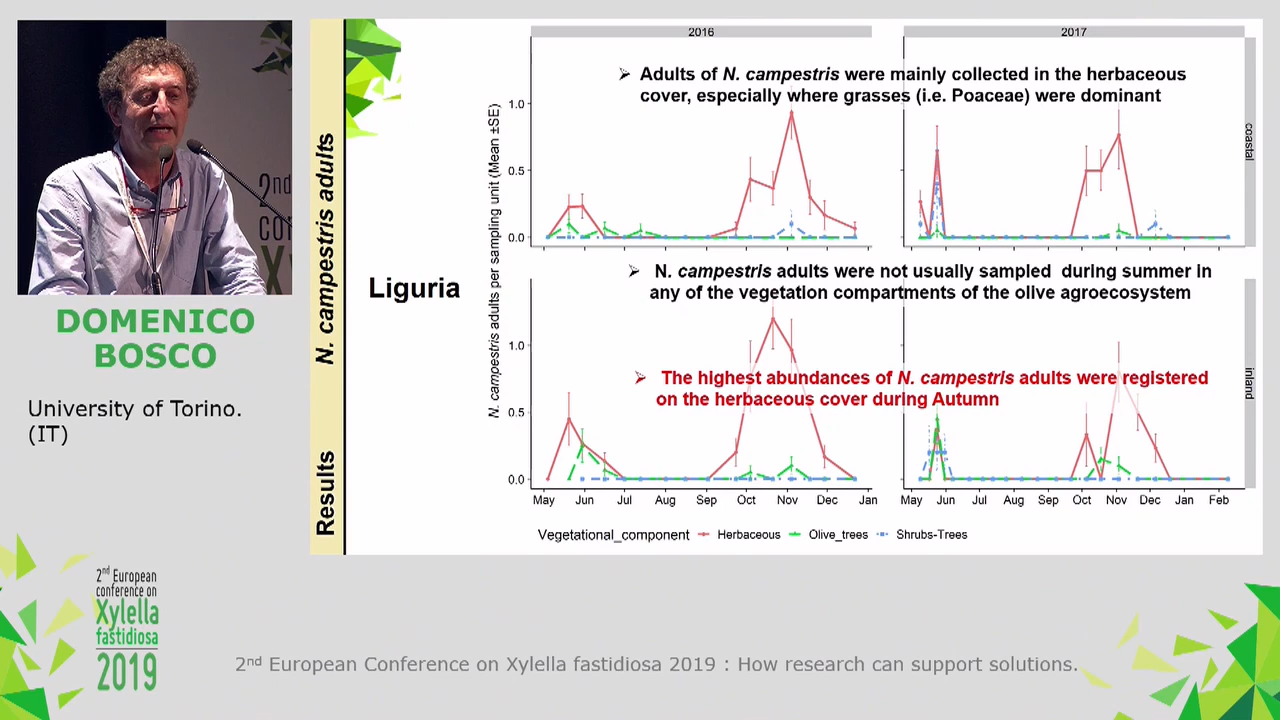 2nd
CON
X
DOMENICO
BOSCO
University of Torino.
(IT)
2nd European
conference on
Xylella
fastidiosa
2019
N. campestris adults
Results
Liguria
2016
2017
➢ Adults of N. campestris were mainly collected in the herbaceous
cover, especially where grasses (i.e. Poaceae) were dominant
N. campestris adults per sampling unit (Mean ±SE)
1.0
0.5
0.0
coastal
➢ N. campestris adults were not usually sampled during summer in
any of the vegetation compartments of the olive agroecosystem
1.0
0.5
0.0
inland
➢ The highest abundances of N. campestris adults were registered
on the herbaceous cover during Autumn
May Jun Jul Aug Sep Oct Nov Dec Jan
May Jun Jul Aug Sep Oct Nov Dec Jan Feb
Vegetational_component Herbaceous Olive_trees Shrubs-Trees
2nd European Conference on Xylella fastidiosa 2019 : How research can support solutions.